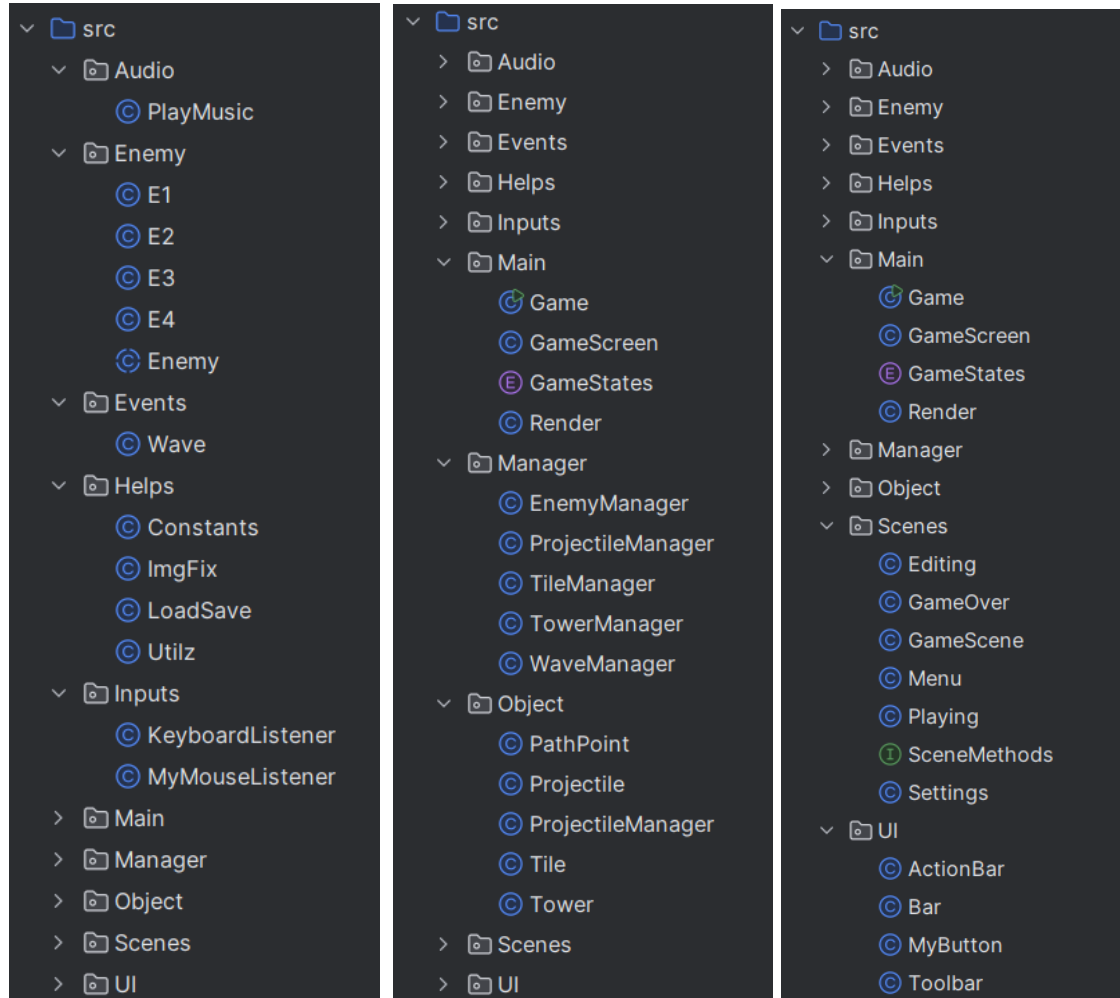 src
Audio
PlayMusic
Enemy
E1
E2
E3
E4
Enemy
Events
Wave
Helps
Constants
ImgFix
LoadSave
Utilz
Inputs
KeyboardListener
MyMouseListener
Main
Manager
Object
Scenes
UI
src
Audio
Enemy
Events
Helps
Inputs
Main
Game
GameScreen
GameStates
Render
Manager
EnemyManager
ProjectileManager
TileManager
TowerManager
WaveManager
Object
PathPoint
Projectile
ProjectileManager
Tile
Tower
Scenes
UI
src
Audio
Enemy
Events
Helps
Inputs
Main
Game
GameScreen
GameStates
Render
Manager
Object
Scenes
Editing
GameOver
GameScene
Menu
Playing
SceneMethods
Settings
UI
ActionBar
Bar
MyButton
Toolbar